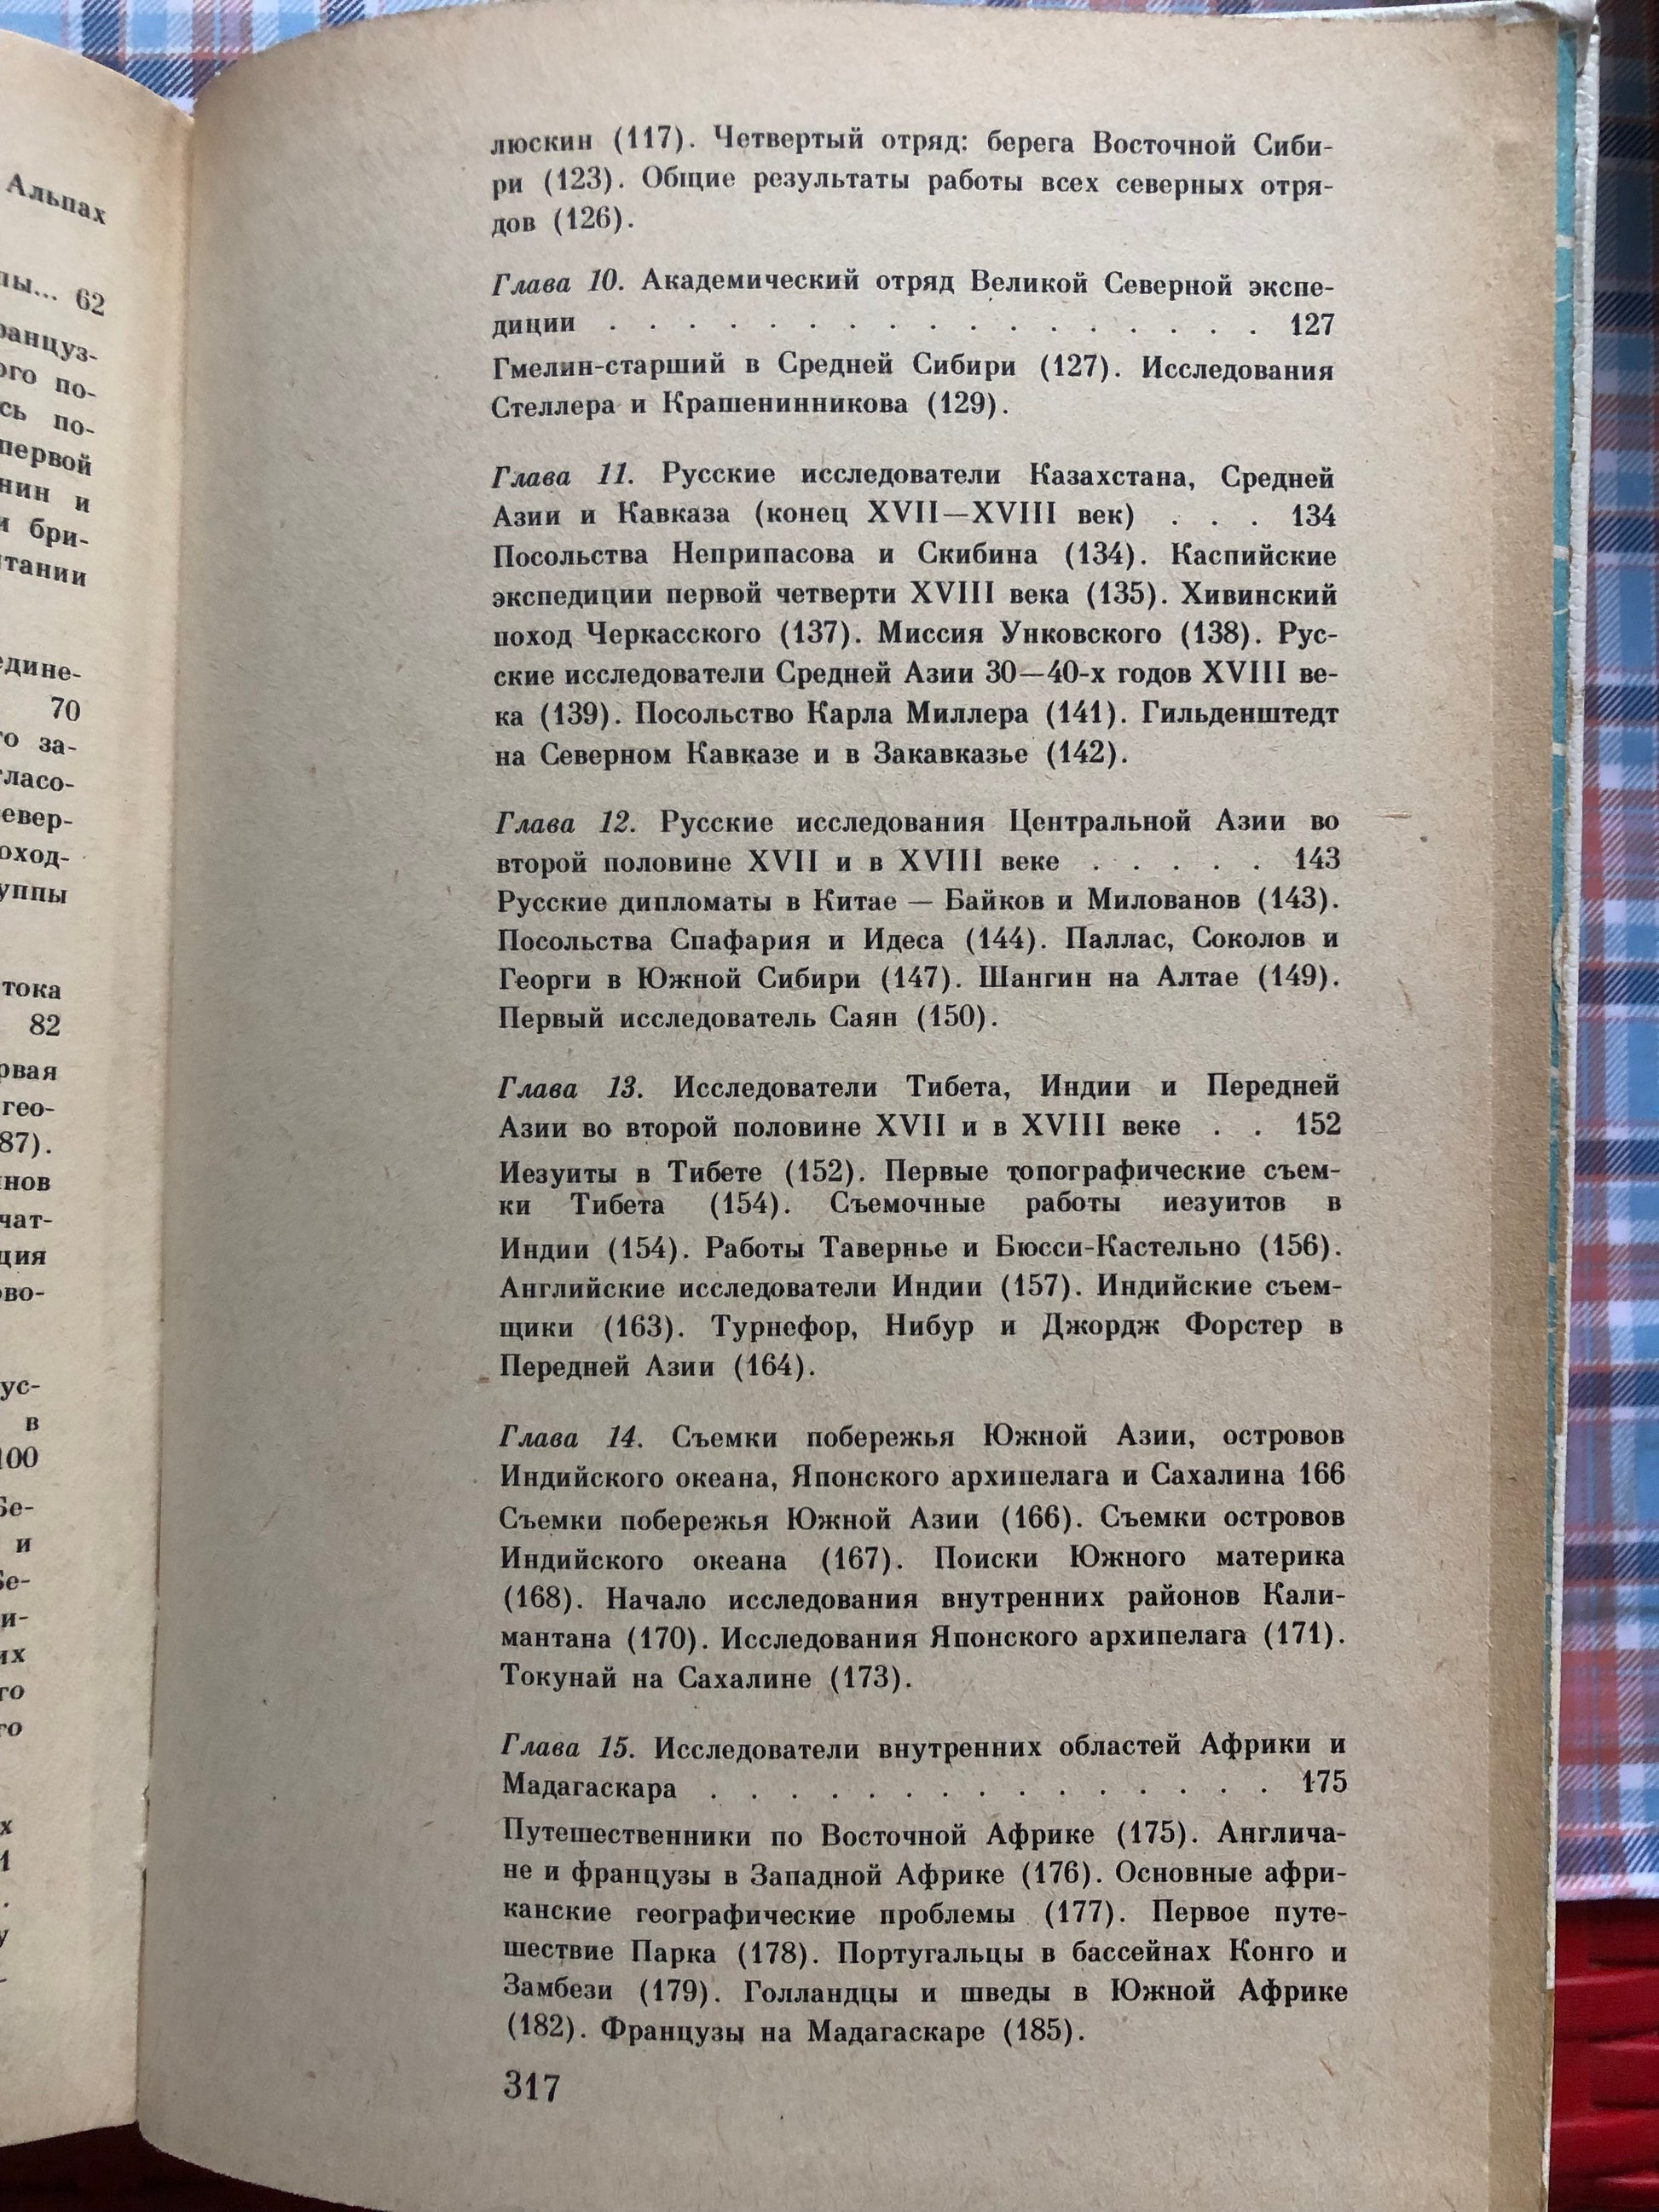 Альпах
62
70
82
87).
100
люскин (117). Четвертый отряд: берега Восточной Сиби-
ри (123). Общие результаты работы всех северных отря-
дов (126).
Глава 10. Академический отряд Великой Северной экспе-
диции . . . . . . . . . . . . . . . . . 127
Гмелин-старший в Средней Сибири (127). Исследования
Стеллера и Крашенинникова (129).
Глава 11. Русские исследователи Казахстана, Средней
Азии и Кавказа (конец XVII—XVIII век) . . . 134
Посольства Неприпасова и Скибина (134). Каспийские
экспедиции первой четверти XVIII века (135). Хивинский
поход Черкасского (137). Миссия Унковского (138). Рус-
ские исследователи Средней Азии 30—40-х годов XVIII ве-
ка (139). Посольство Карла Миллера (141). Гильденштедт
на Северном Кавказе и в Закавказье (142).
Глава 12. Русские исследования Центральной Азии во
второй половине XVII и в XVIII веке . . . . . 143
Русские дипломаты в Китае — Байков и Милованов (143).
Посольства Спафария и Идеса (144). Паллас, Соколов и
Георги в Южной Сибири (147). Шангин на Алтае (149).
Первый исследователь Саян (150).
Глава 13. Исследователи Тибета, Индии и Передней
Азии во второй половине XVII и в XVIII веке . . 152
Иезуиты в Тибете (152). Первые топографические съем-
ки Тибета (154). Съемочные работы иезуитов в
Индии (154). Работы Тавернье и Бюсси-Кастельно (156).
Английские исследователи Индии (157). Индийские съем-
щики (163). Турнефор, Нибур и Джордж Форстер в
Передней Азии (164).
Глава 14. Съемки побережья Южной Азии, островов
Индийского океана, Японского архипелага и Сахалина 166
Съемки побережья Южной Азии (166). Съемки островов
Индийского океана (167). Поиски Южного материка
(168). Начало исследования внутренних районов Кали-
мантана (170). Исследования Японского архипелага (171).
Токунай на Сахалине (173).
Глава 15. Исследователи внутренних областей Африки и
Мадагаскара . . . . . . . . . . . . . . . 175
Путешественники по Восточной Африке (175). Англича-
не и французы в Западной Африке (176). Основные афри-
канские географические проблемы (177). Первое путе-
шествие Парка (178). Португальцы в бассейнах Конго и
Замбези (179). Голландцы и шведы в Южной Африке
(182). Французы на Мадагаскаре (185).
317